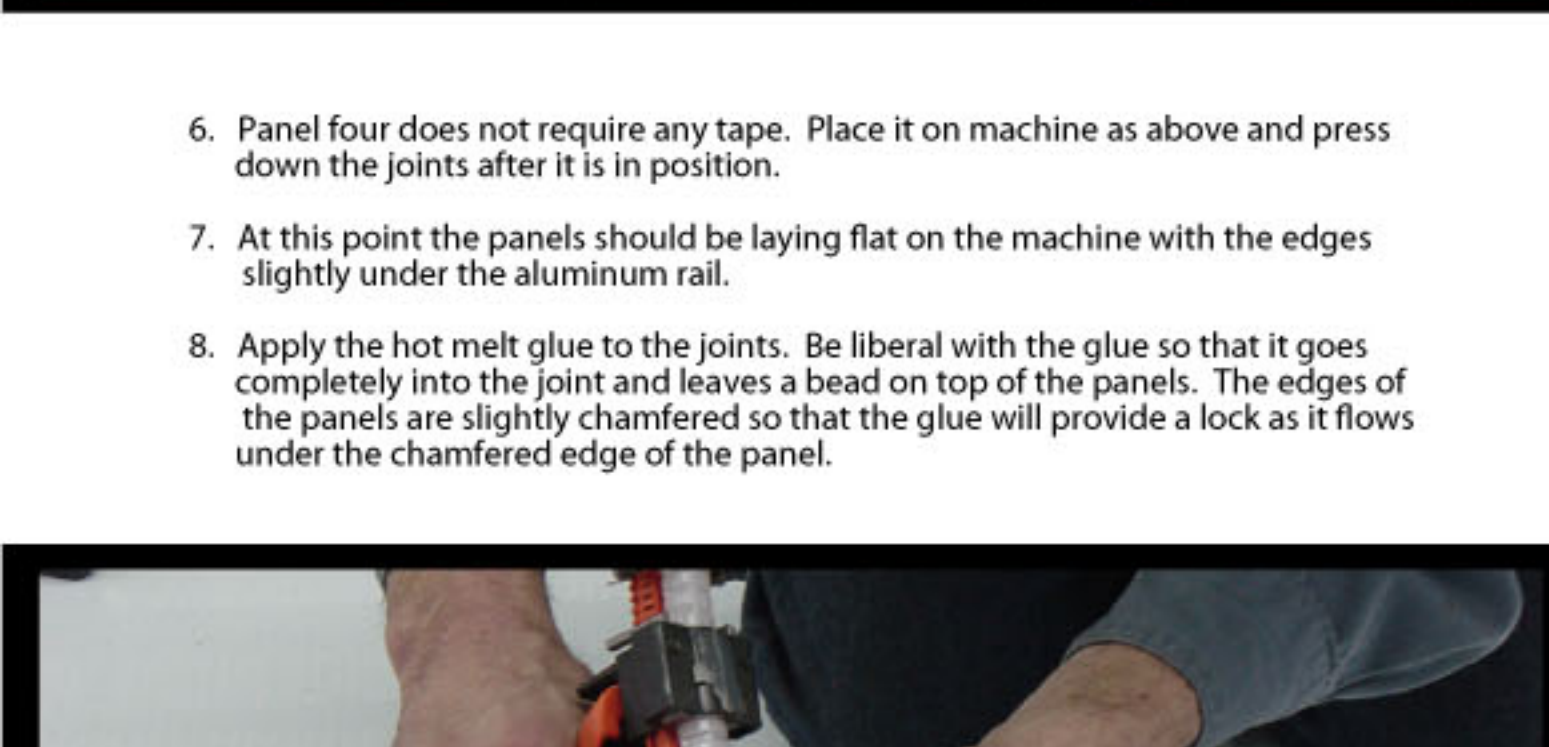 6. Panel four does not require any tape. Place it on machine as above and press
down the joints after it is in position.
7. At this point the panels should be laying flat on the machine with the edges
slightly under the aluminum rail.
8. Apply the hot melt glue to the joints. Be liberal with the glue so that it goes
completely into the joint and leaves a bead on top of the panels. The edges of
the panels are slightly chamfered so that the glue will provide a lock as it flows
under the chamfered edge of the panel.